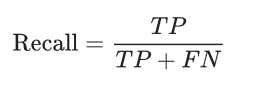 Recall = TP / TP + FN